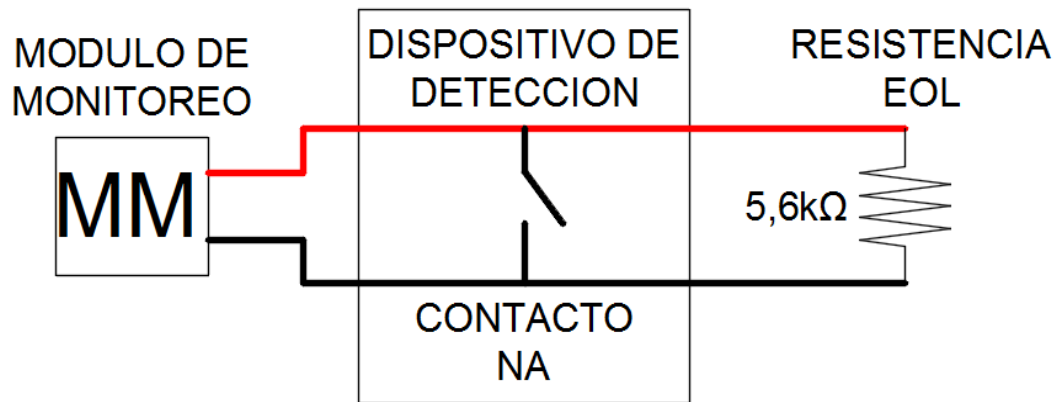 MODULO DE
MONITOREO
MM
DISPOSITIVO DE
DETECCION
CONTACTO
NA
RESISTENCIA
EOL
5,6kΩ